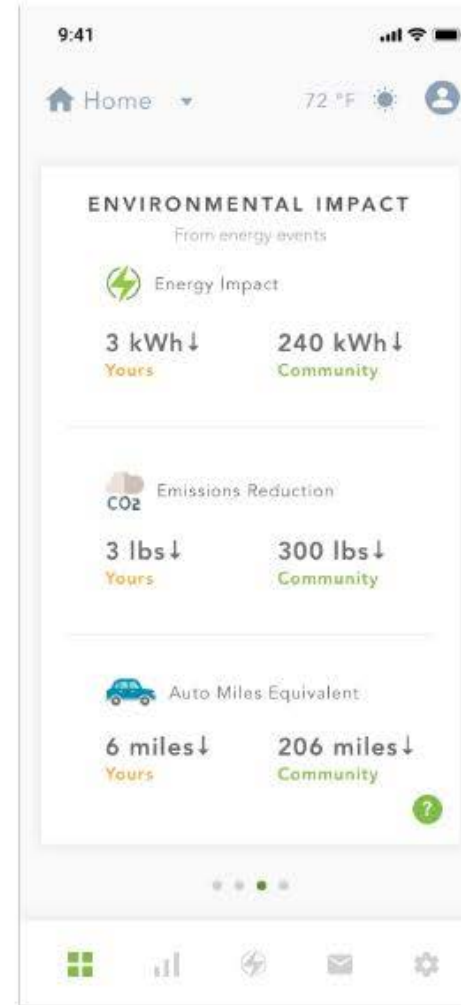 9:41
Home 72 °F
ENVIRONMENTAL IMPACT
From energy events
Energy Impact
3 kWh↓ 240 kWh↓
Yours Community
CO2 Emissions Reduction
3 lbs↓ 300 lbs↓
Yours Community
Auto Miles Equivalent
6 miles↓ 206 miles↓
Yours Community
?